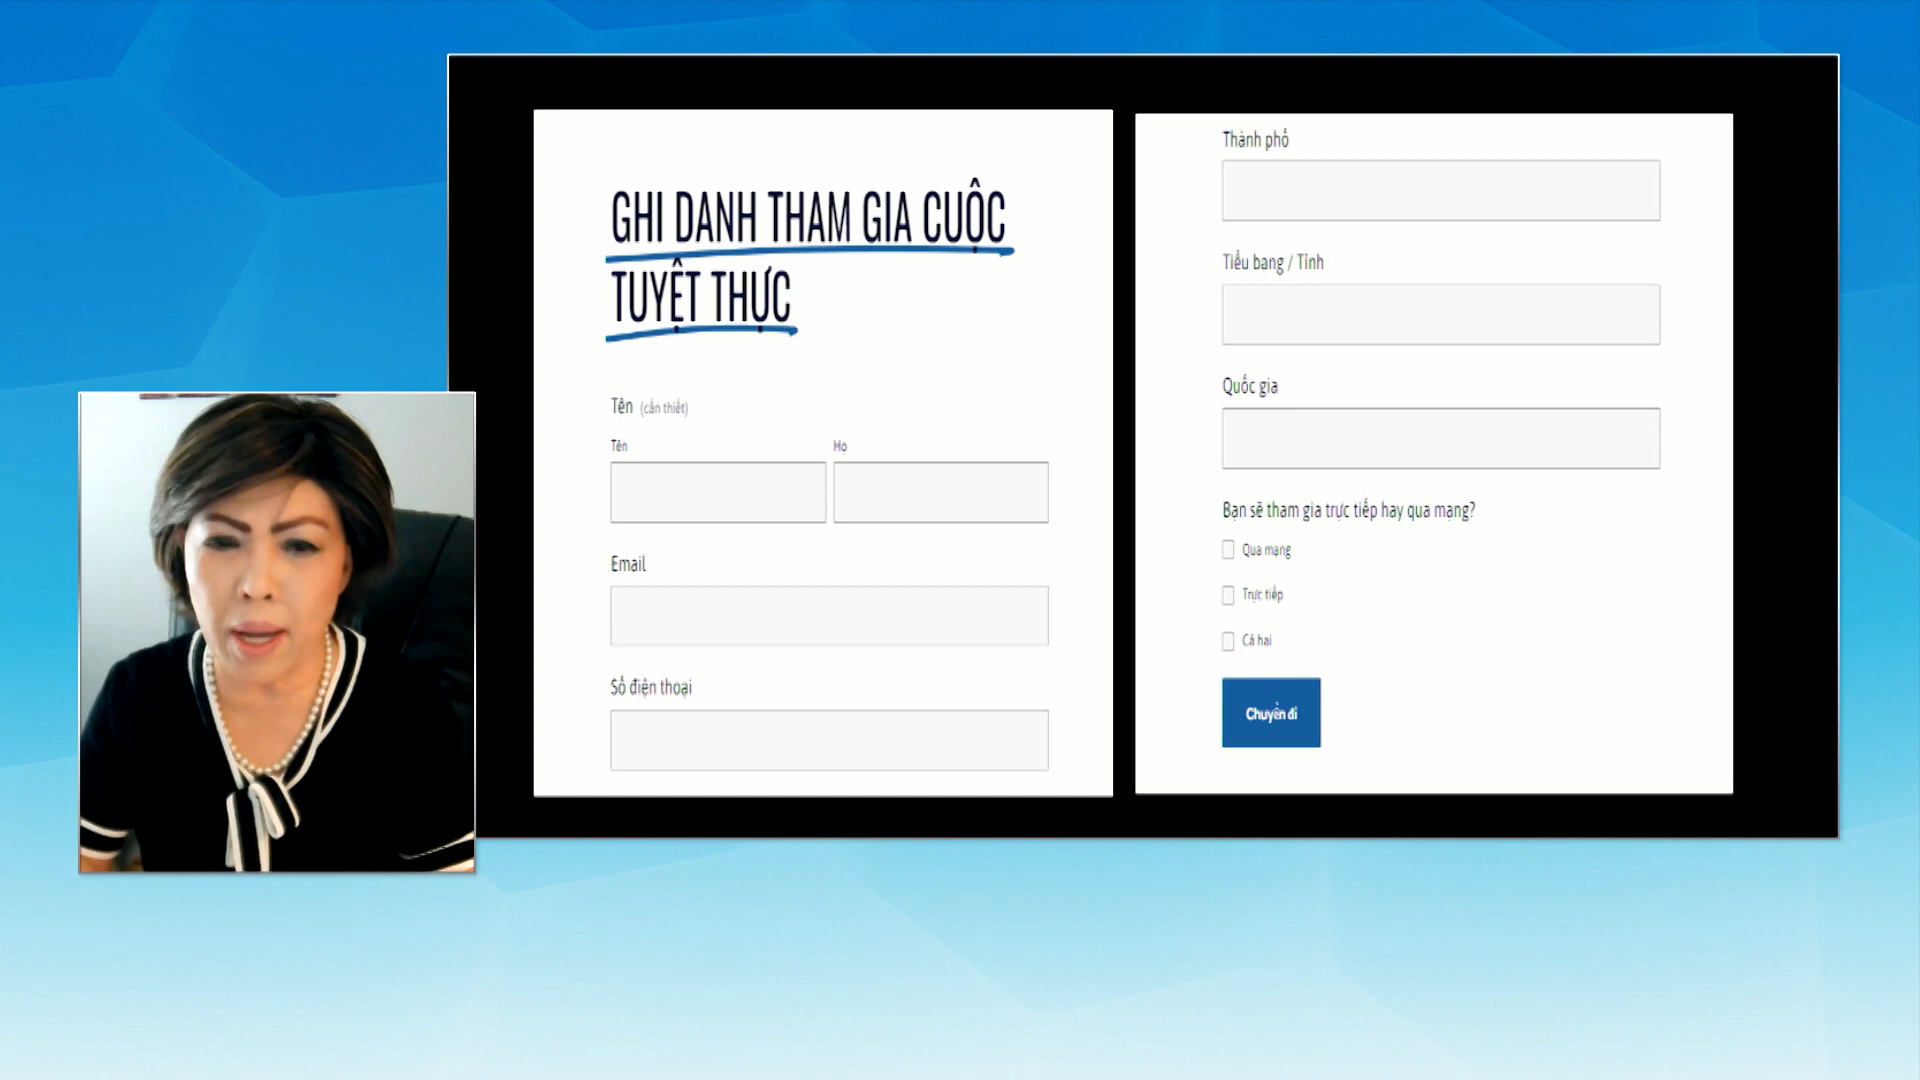 GHI DANH THAM GIA CUỘC
TUYỆT THỰC
Tên (cần thiết)
Tên
Họ
Email
Số điện thoại
Thành phố
Tiểu bang / Tỉnh
Quốc gia
Bạn sẽ tham gia trực tiếp hay qua mạng?
Qua mạng
Trực tiếp
Cả hai
Chuyển đi